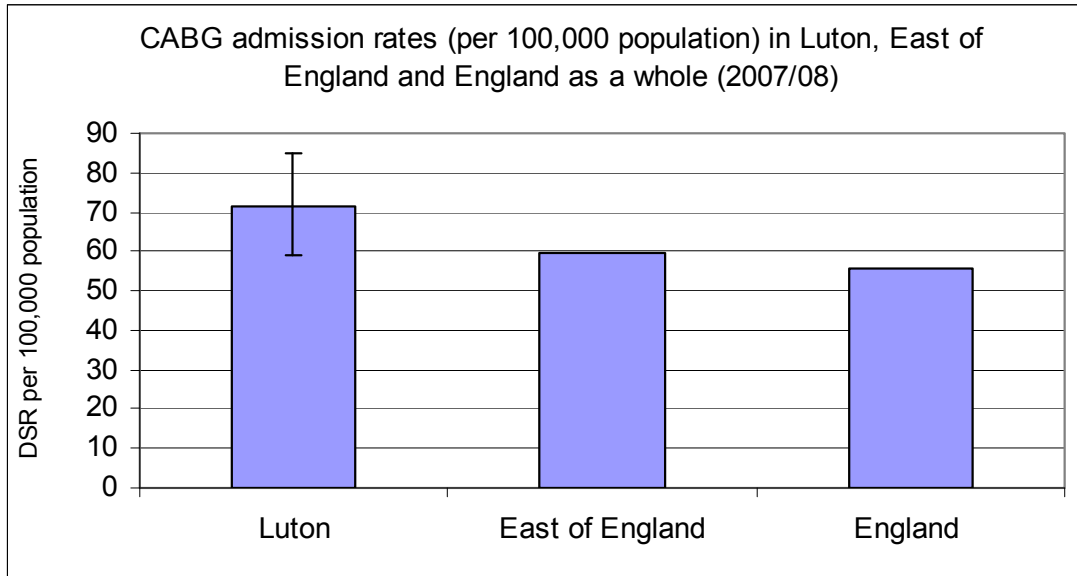 CABG admission rates (per 100,000 population) in Luton, East of
England and England as a whole (2007/08)
DSR per 100,000 population
90
80
70
60
50
40
30
20
10
0
Luton
East of England
England